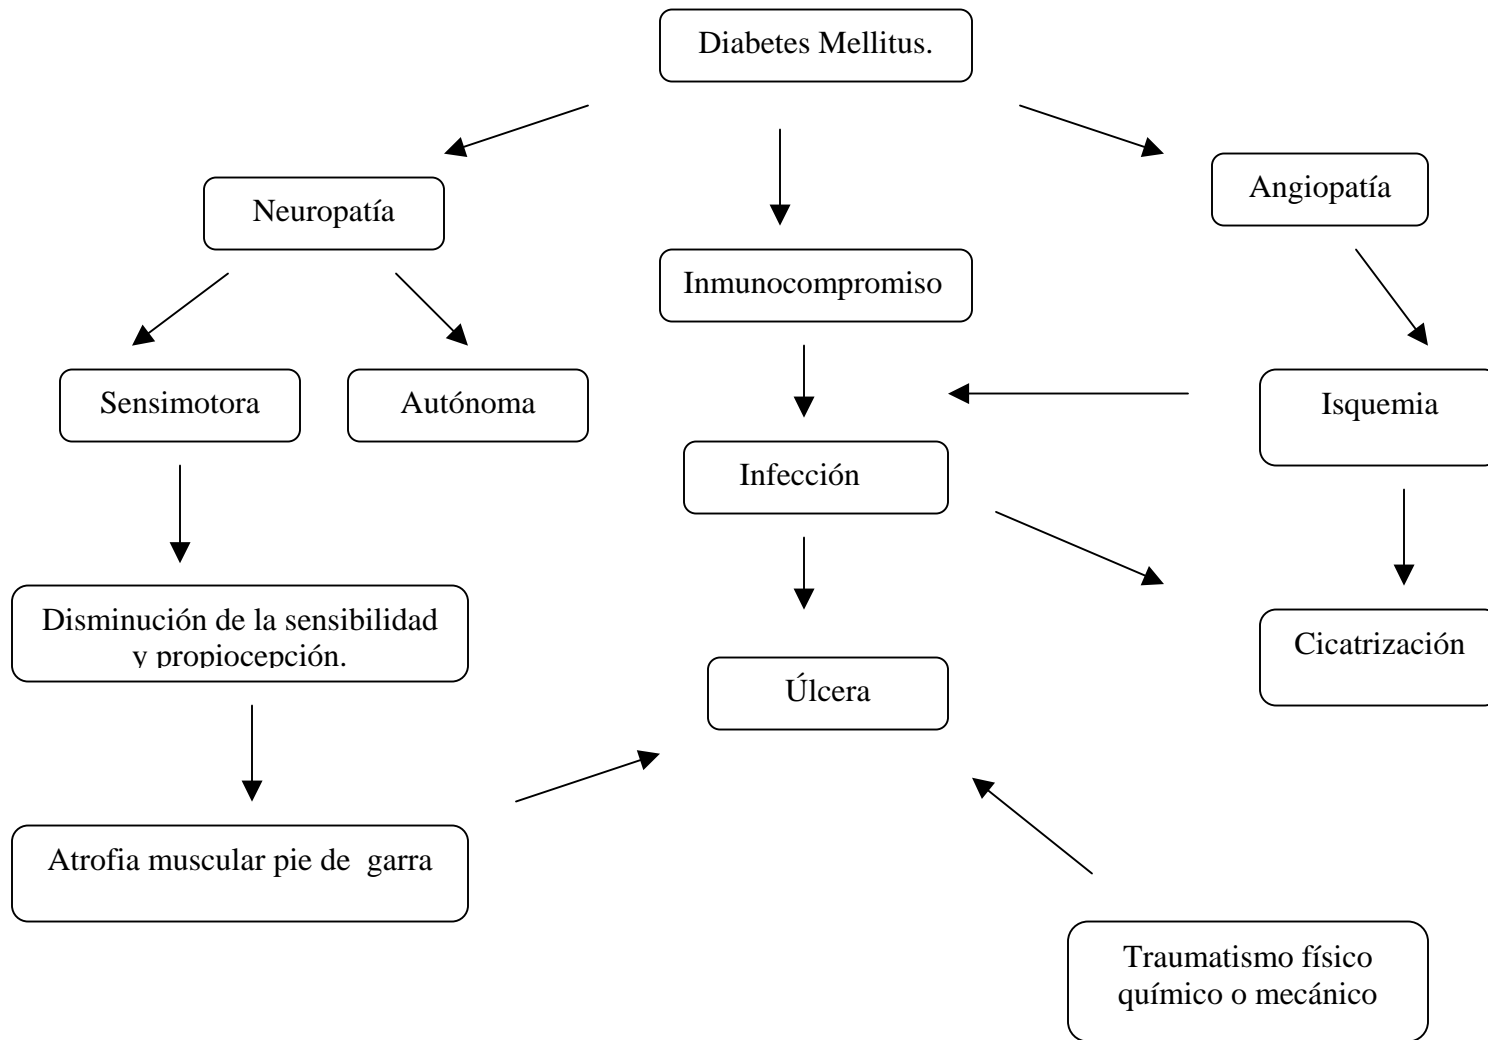 Diabetes Mellitus.
Neuropatía
Angiopatía
Inmunocompromiso
Sensimotora
Autónoma
Isquemia
Infección
Disminución de la sensibilidad
y propiocepción.
Úlcera
Cicatrización
Atrofia muscular pie de garra
Traumatismo físico
químico o mecánico